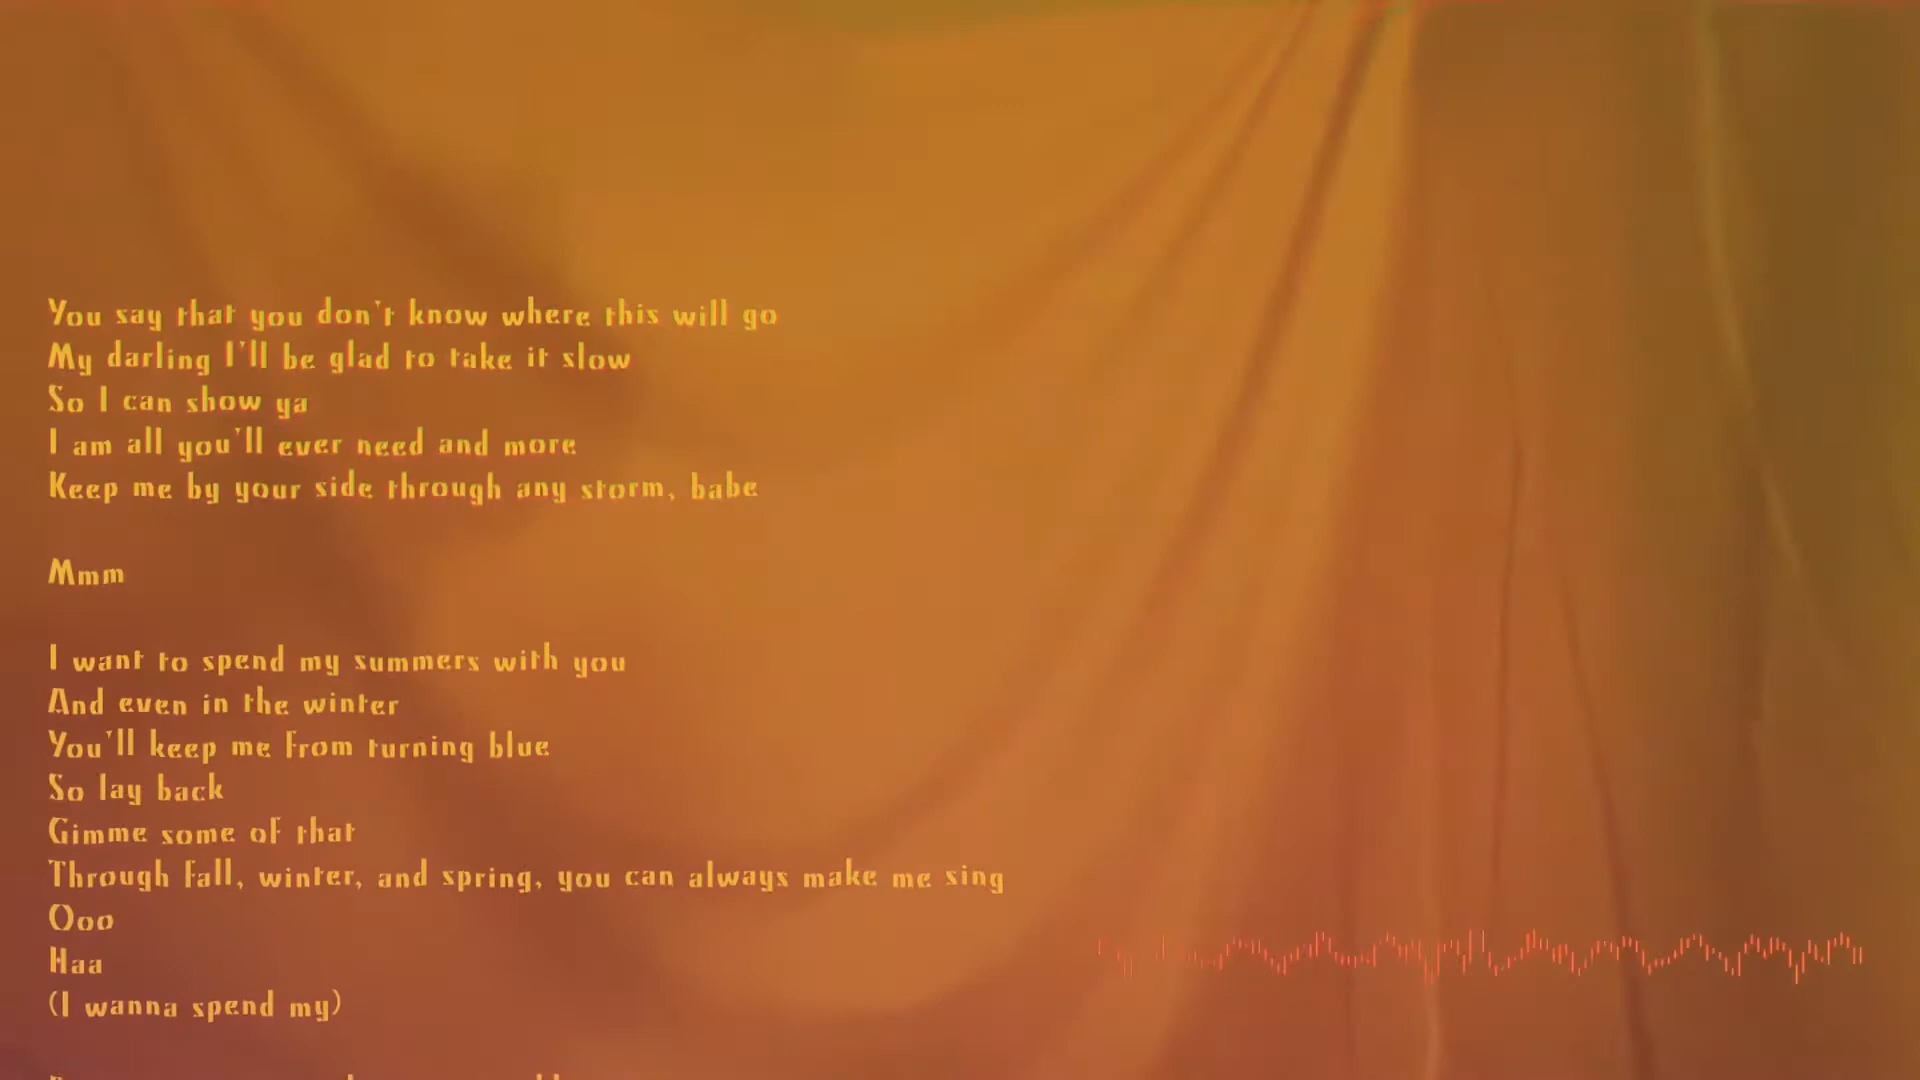 You say that you don't know where this will go
My darling I'll be glad to take it slow
So I can show ya
I am all you'll ever need and more
Keep me by your side through any storm, babe
Mmm
I want to spend my summers with you
And even in the winter
You'll keep me from turning blue
So lay back
Gimme some of that
Through fall, winter, and spring, you can always make me sing
Ooo
Haa
(I wanna spend my)